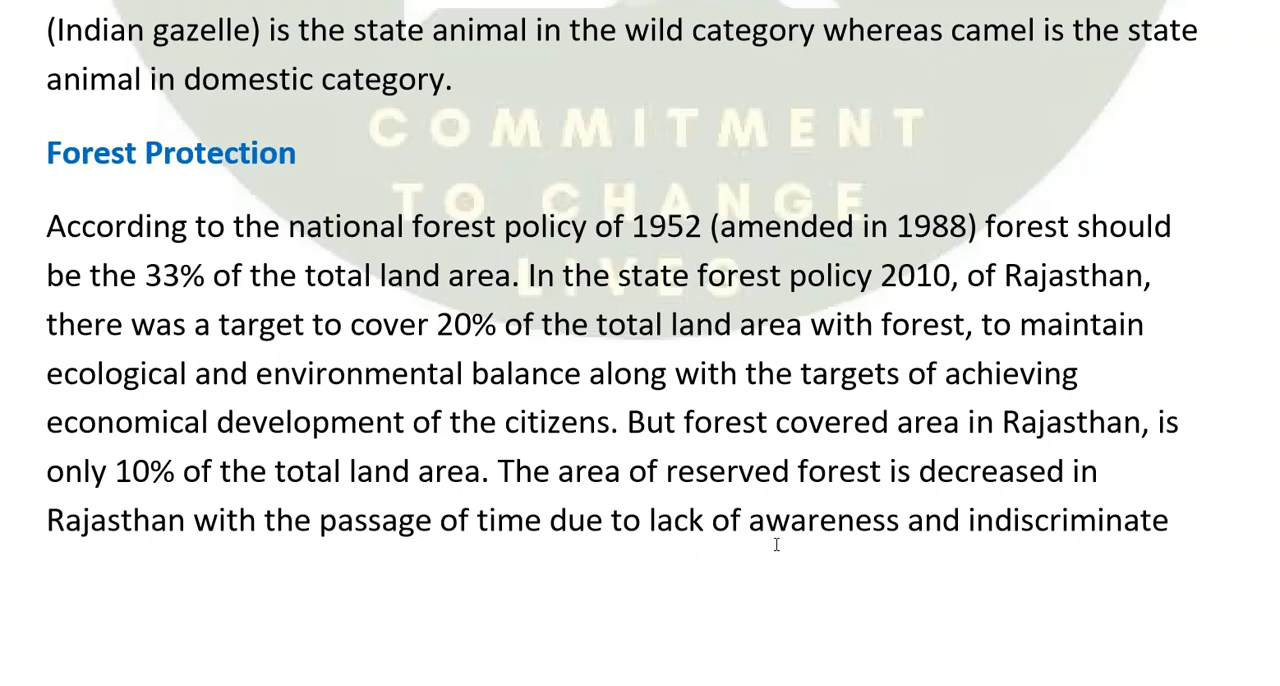 (Indian gazelle) is the state animal in the wild category whereas camel is the state
animal in domestic category.
COMMITMENT
Forest Protection
TO CHANGE
According to the national forest policy of 1952 (amended in 1988) forest should
be the 33% of the total land area. In the state forest policy 2010, of Rajasthan,
LIVES
there was a target to cover 20% of the total land area with forest, to maintain
ecological and environmental balance along with the targets of achieving
economical development of the citizens. But forest covered area in Rajasthan, is
only 10% of the total land area. The area of reserved forest is decreased in
Rajasthan with the passage of time due to lack of awareness and indiscriminate